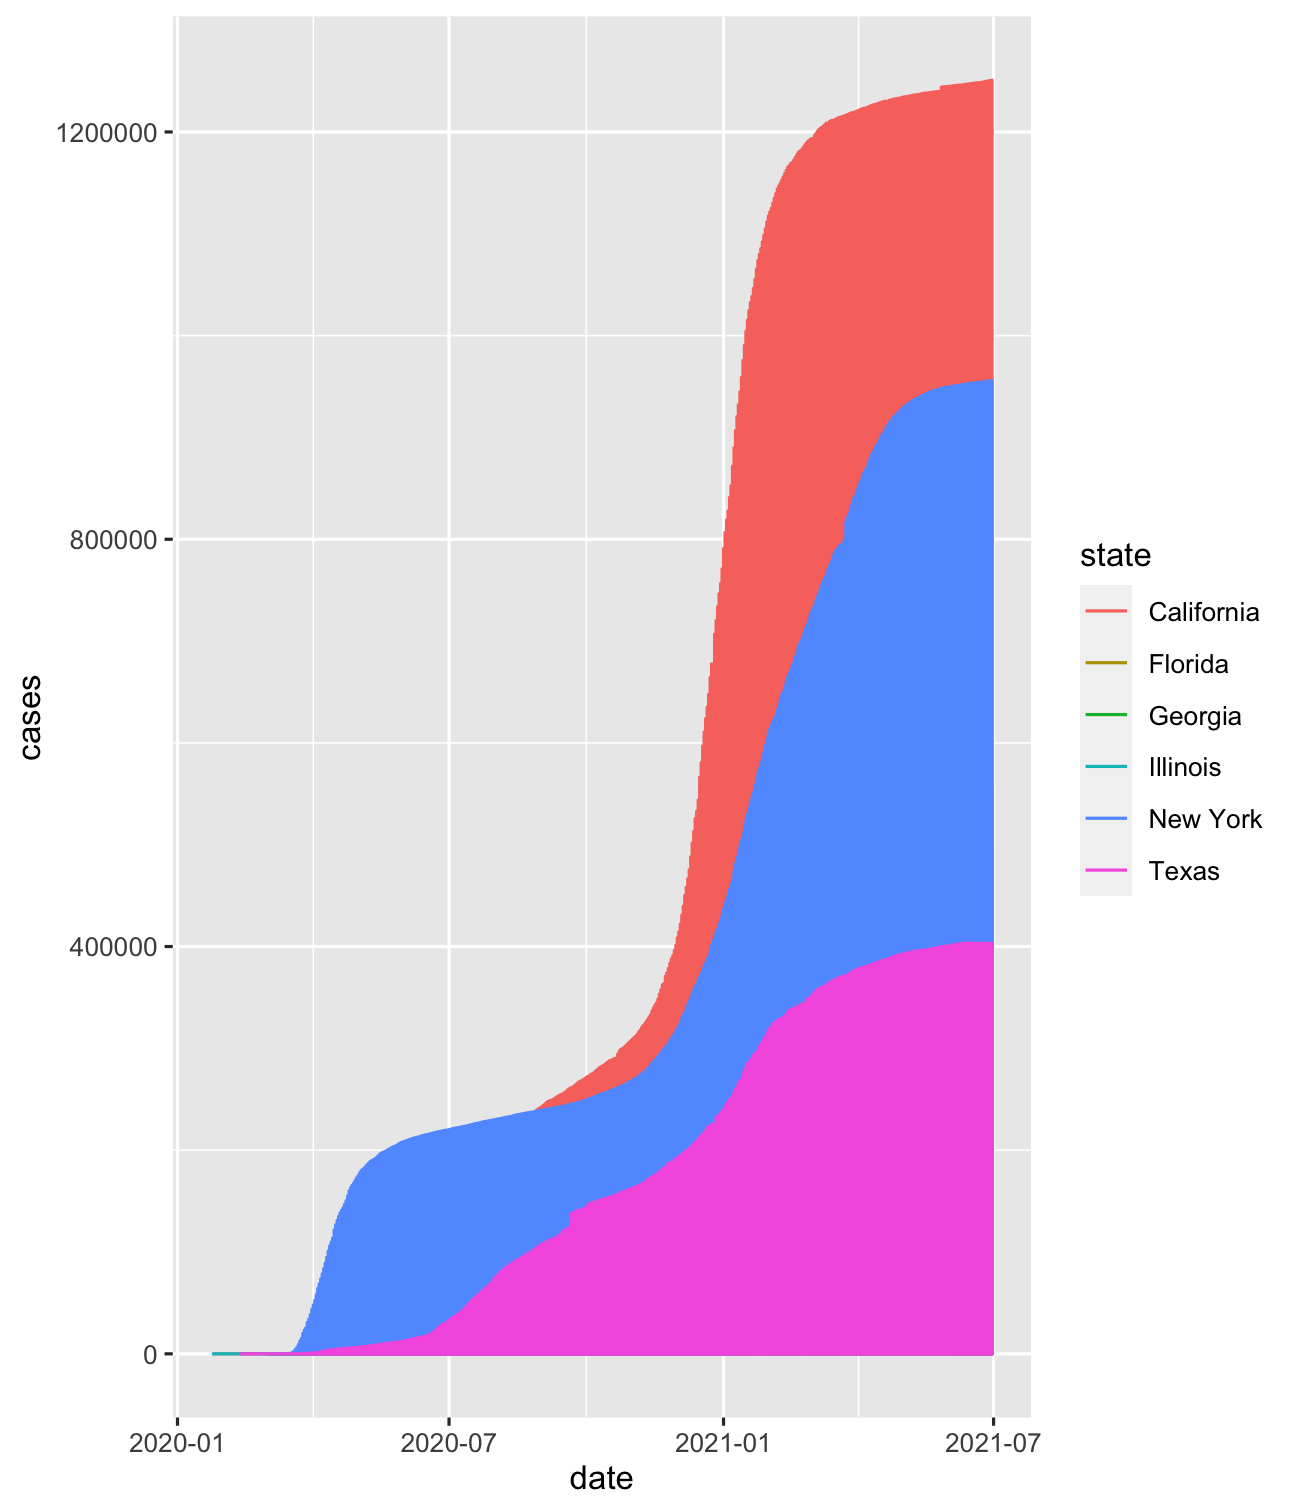 1200000
800000
400000
0
cases
2020-01
2020-07
2021-01
2021-07
date
state
California
Florida
Georgia
Illinois
New York
Texas